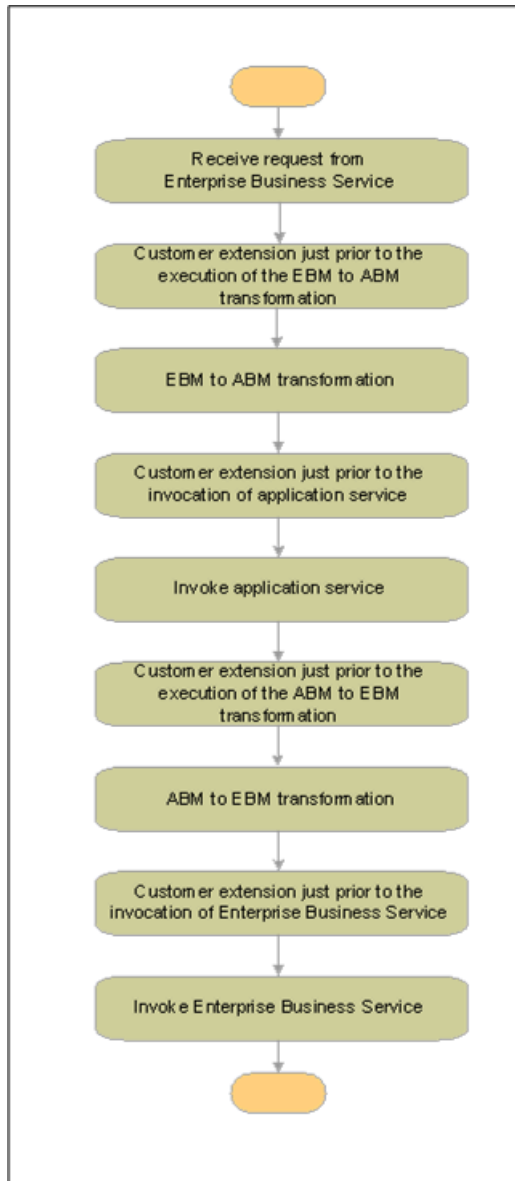 Receive request from
Enterprise Business Service
Customer extension just prior to the
execution of the EBM to ABM
transformation
EBM to ABM transformation
Customer extension just prior to the
invocation of application service
Invoke application service
Customer extension just prior to the
execution of the ABM to EBM
transformation
ABM to EBM transformation
Customer extension just prior to the
invocation of Enterprise Business Service
Invoke Enterprise Business Service